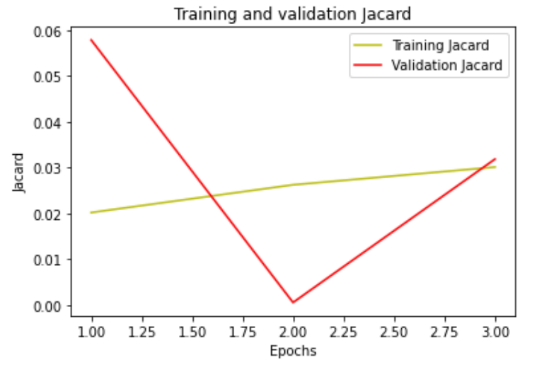 Training and validation Jacard
Training Jacard
Validation Jacard
0.06
0.05
0.04
0.03
0.02
0.01
0.00
Jacard
1.00 1.25 1.50 1.75 2.00 2.25 2.50 2.75 3.00
Epochs